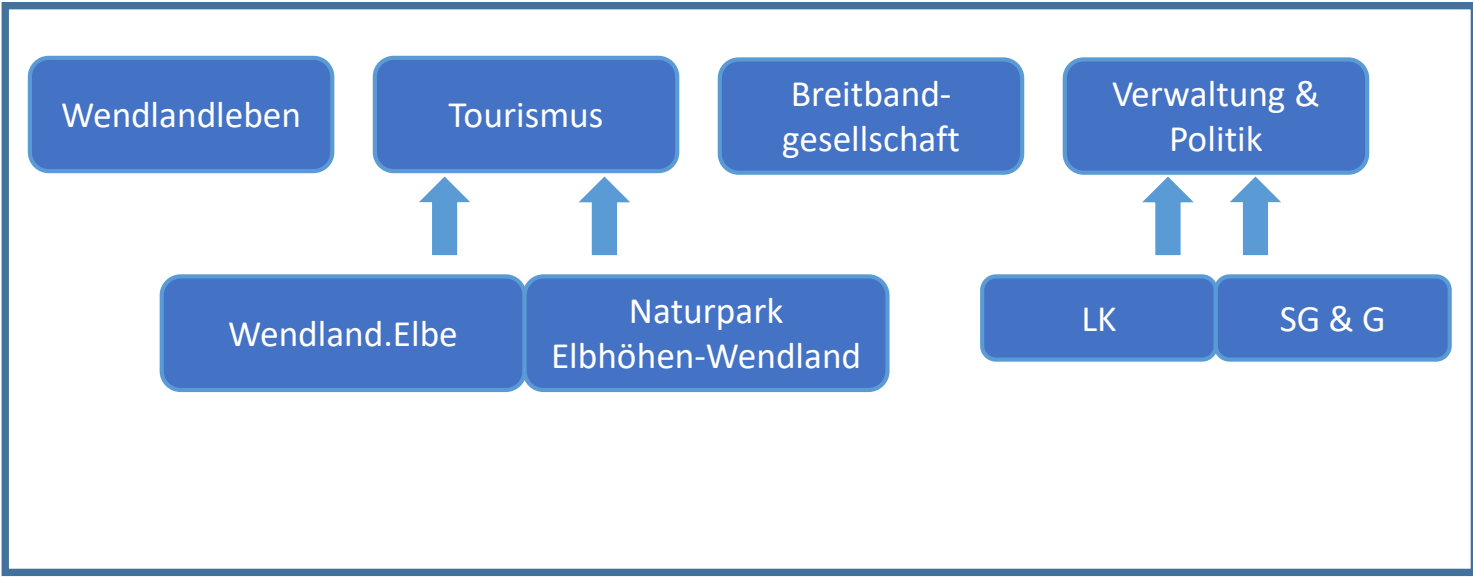 Wendlandleben
Tourismus
Breitband-
gesellschaft
Verwaltung &
Politik
Wendland.Elbe
Naturpark
Elbhöhen-Wendland
LK
SG & G